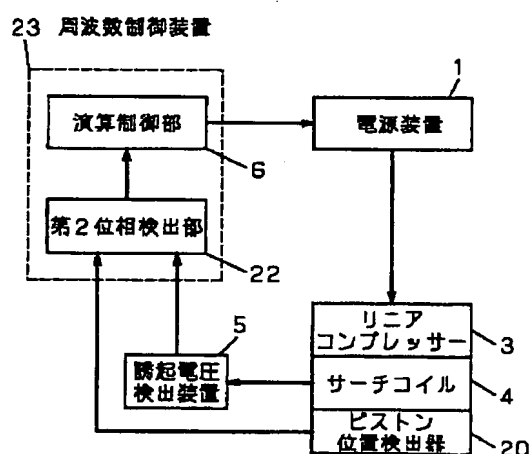 23 周波数制御装置
演算制御部
6
1
電源装置
第2位相検出部
22
5
誘起電圧
検出装置
リニア
コンプレッサー
3
サーチコイル
4
ピストン
位置検出器
20